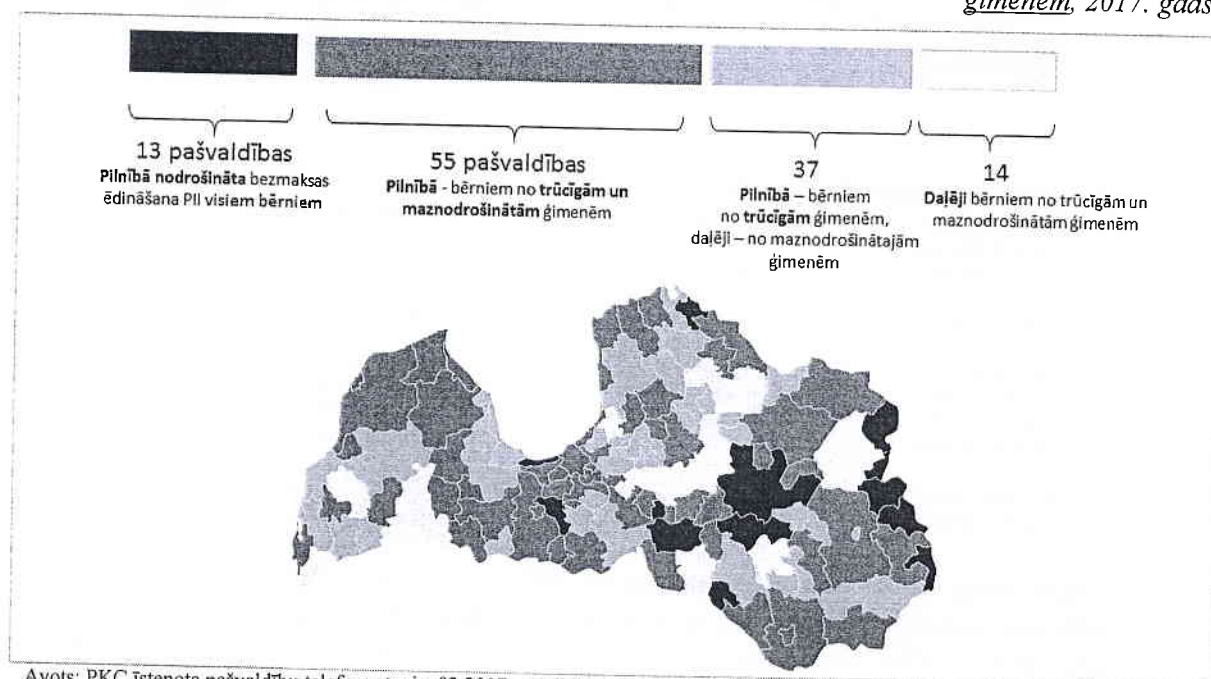 ģimenēm, 2017. gads
13 pašvaldības
Pilnībā nodrošināta bezmaksas
ēdināšana PII visiem bērniem
55 pašvaldības
Pilnībā - bērniem no trūcīgām un
maznodrošinātām ģimenēm
37
Pilnībā – bērniem
no trūcīgām ģimenēm,
daļēji – no maznodrošinātajām
ģimenēm
14
Daļēji bērniem no trūcīgām un
maznodrošinātām ģimenēm
Avots: PKC īstenota pašvaldību